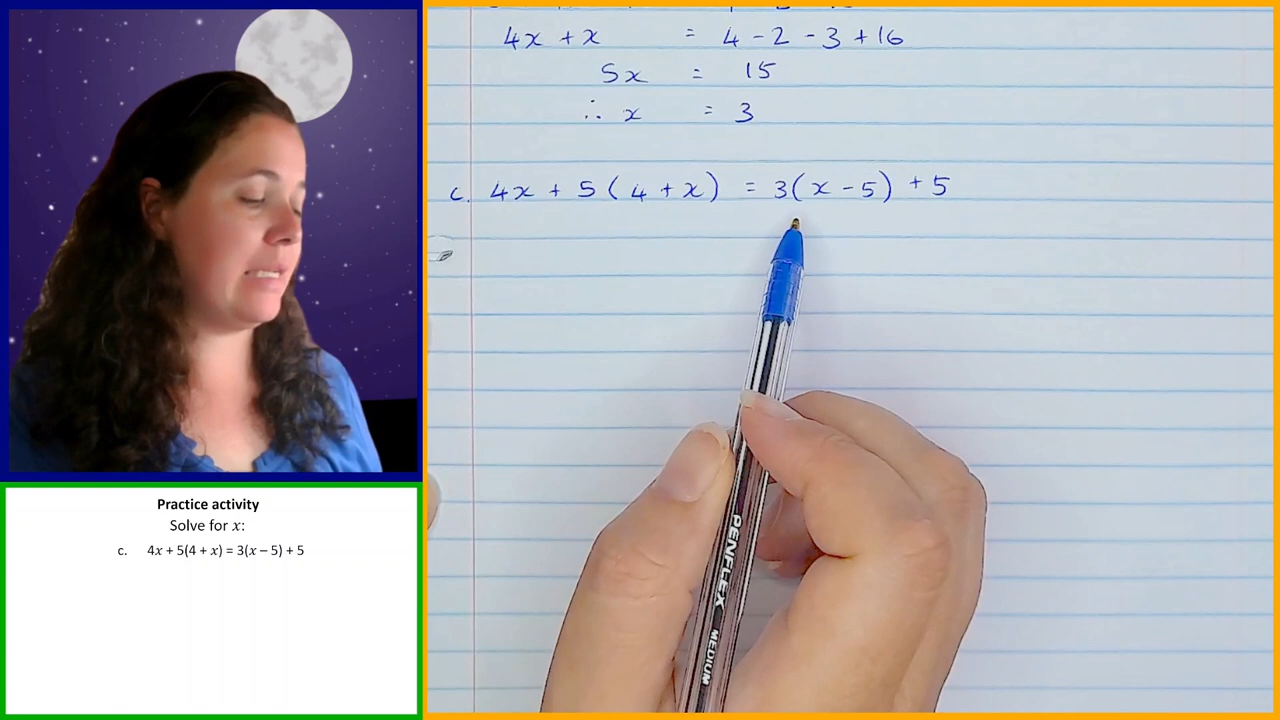 4x + x = 4 - 2 - 3 + 16
5x = 15
∴ x = 3
c. 4x + 5(4 + x) = 3(x - 5) + 5
PENFLEX MEDIUM
Practice activity
Solve for x:
c. 4x + 5(4 + x) = 3(x – 5) + 5